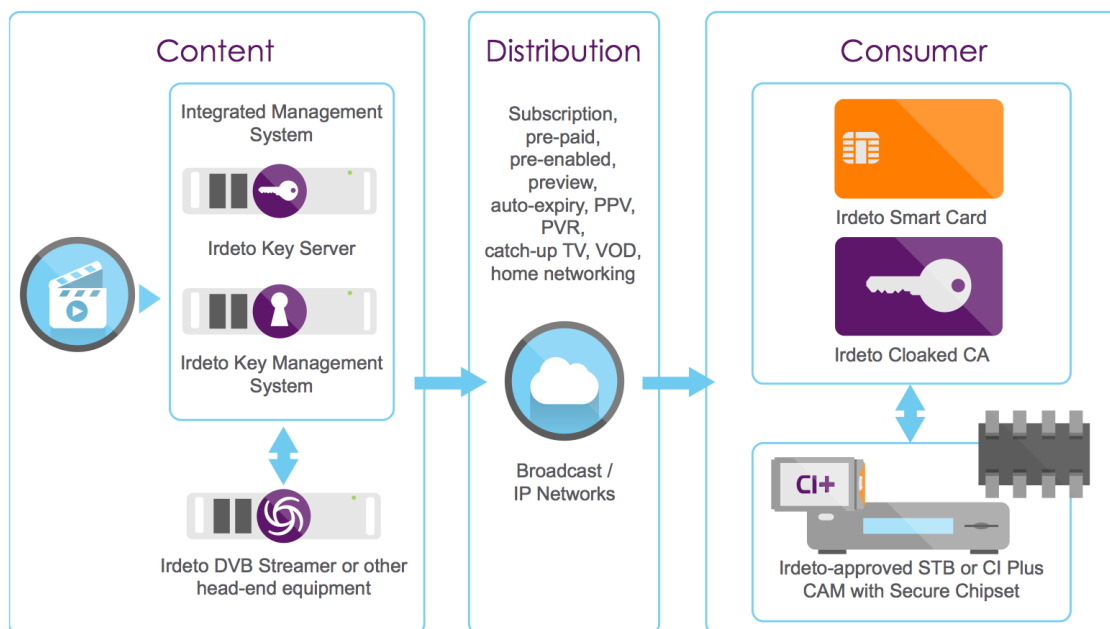 Content
Integrated Management
System
Irdeto Key Server
Irdeto Key Management
System
Irdeto DVB Streamer or other
head-end equipment
Distribution
Subscription,
pre-paid,
pre-enabled,
preview,
auto-expiry, PPV,
PVR,
catch-up TV, VOD,
home networking
Broadcast /
IP Networks
Consumer
Irdeto Smart Card
Irdeto Cloaked CA
CI+
Irdeto-approved STB or CI Plus
CAM with Secure Chipset